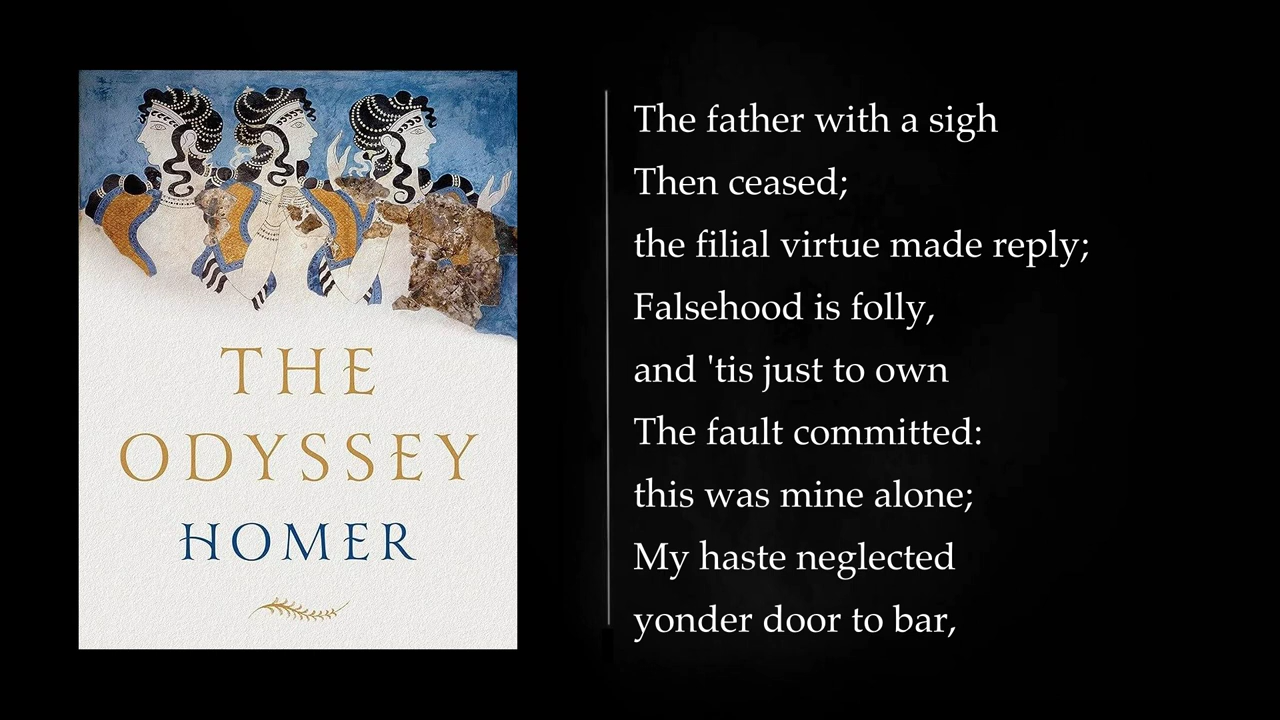 THE
ODYSSEY
HOMER
The father with a sigh
Then ceased;
the filial virtue made reply;
Falsehood is folly,
and 'tis just to own
The fault committed:
this was mine alone;
My haste neglected
yonder door to bar,